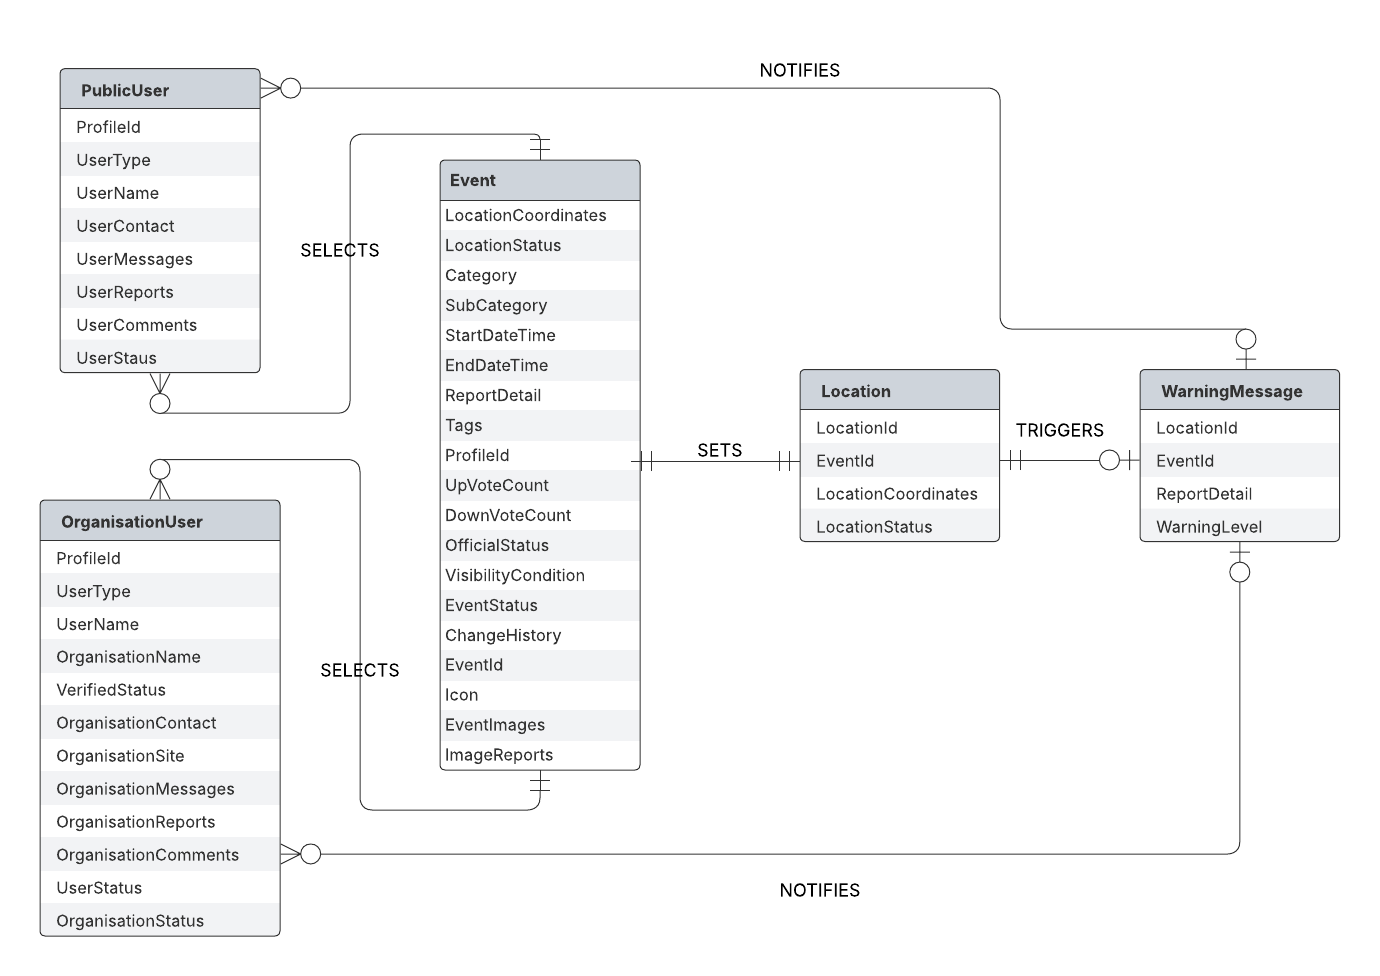 NOTIFIES
PublicUser
ProfileId
UserType
UserName
UserContact
UserMessages
UserReports
UserComments
UserStaus
SELECTS
Event
LocationCoordinates
LocationStatus
Category
SubCategory
StartDateTime
EndDateTime
ReportDetail
Tags
ProfileId
UpVoteCount
DownVoteCount
OfficialStatus
VisibilityCondition
EventStatus
ChangeHistory
EventId
Icon
EventImages
ImageReports
SETS
Location
LocationId
EventId
LocationCoordinates
LocationStatus
TRIGGERS
WarningMessage
LocationId
EventId
ReportDetail
WarningLevel
OrganisationUser
ProfileId
UserType
UserName
OrganisationName
VerifiedStatus
OrganisationContact
OrganisationSite
OrganisationMessages
OrganisationReports
OrganisationComments
UserStatus
OrganisationStatus
SELECTS
NOTIFIES